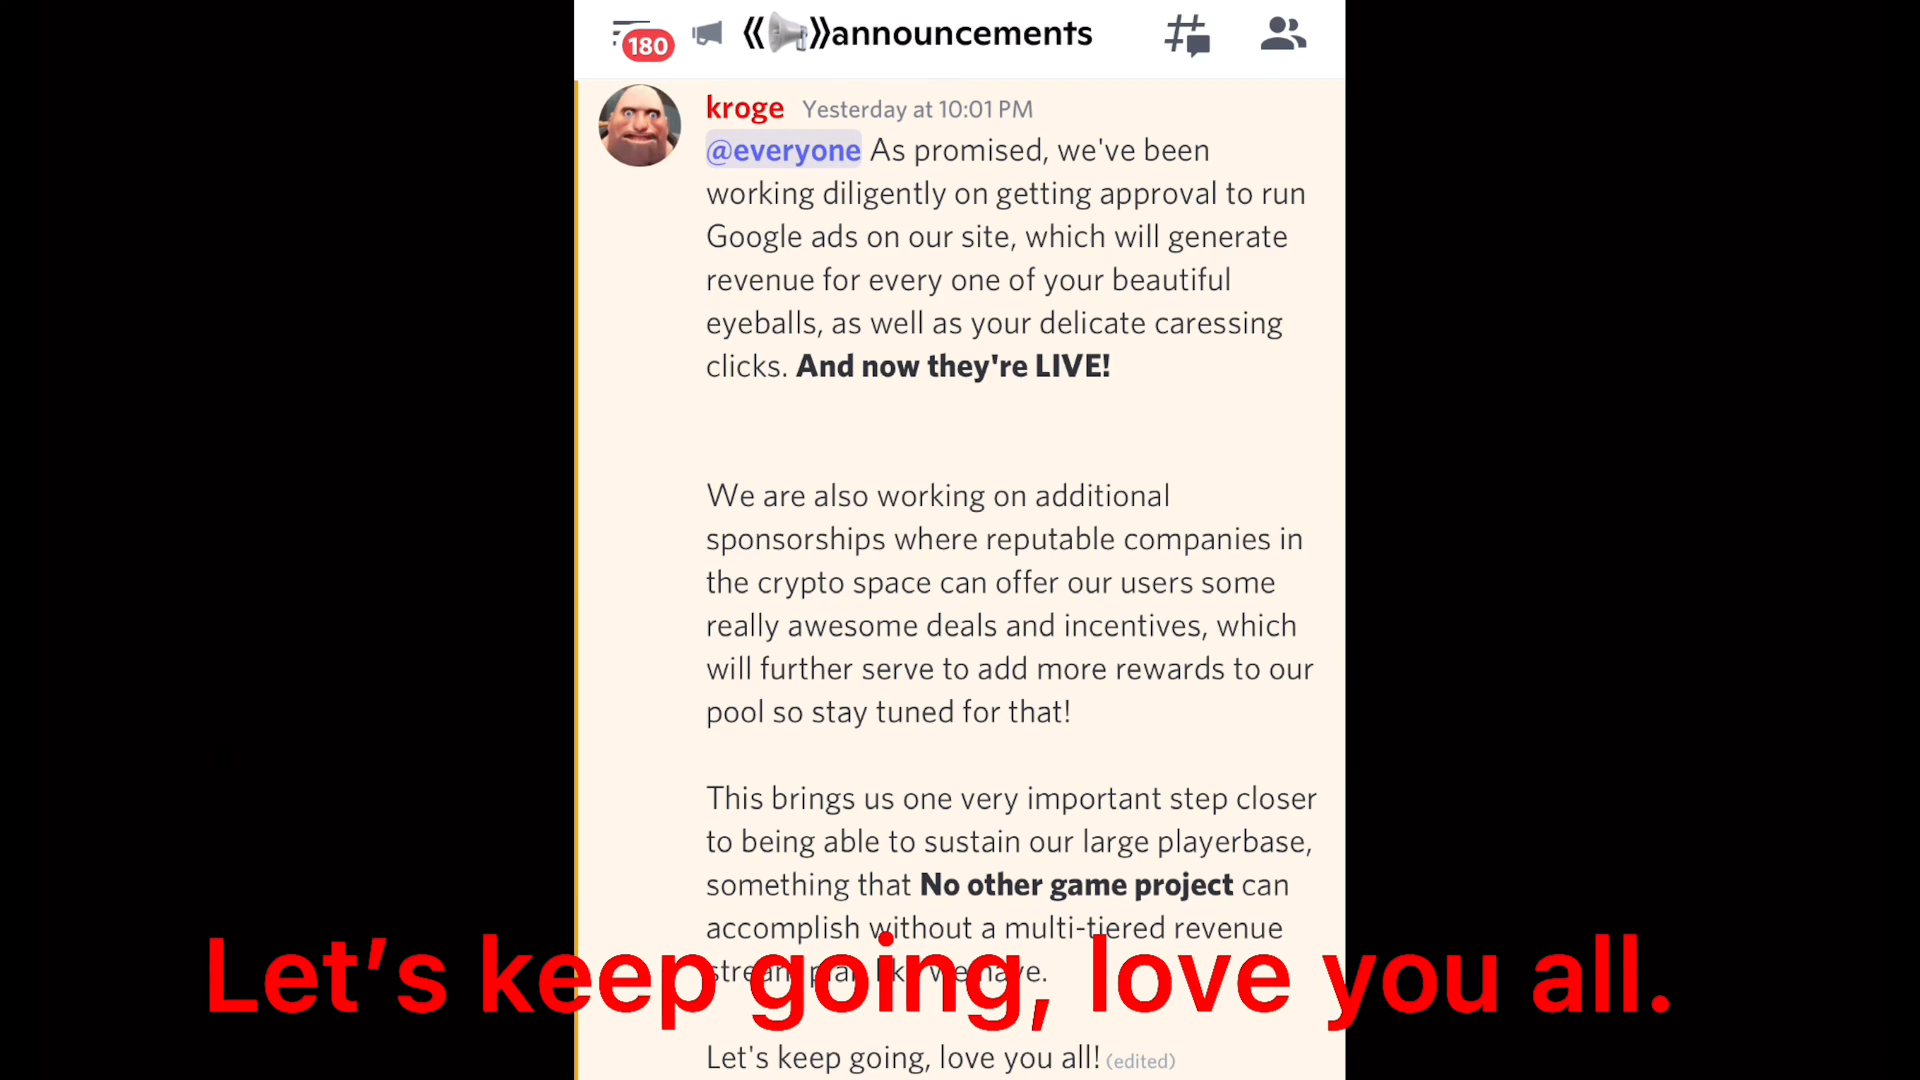 180
《📢》announcements
kroge Yesterday at 10:01 PM
@everyone As promised, we've been
working diligently on getting approval to run
Google ads on our site, which will generate
revenue for every one of your beautiful
eyeballs, as well as your delicate caressing
clicks. And now they're LIVE!
We are also working on additional
sponsorships where reputable companies in
the crypto space can offer our users some
really awesome deals and incentives, which
will further serve to add more rewards to our
pool so stay tuned for that!
This brings us one very important step closer
to being able to sustain our large playerbase,
something that No other game project can
accomplish without a multi-tiered revenue
stream plan like we have.
Let’s keep going, love you all.
Let's keep going, love you all! (edited)